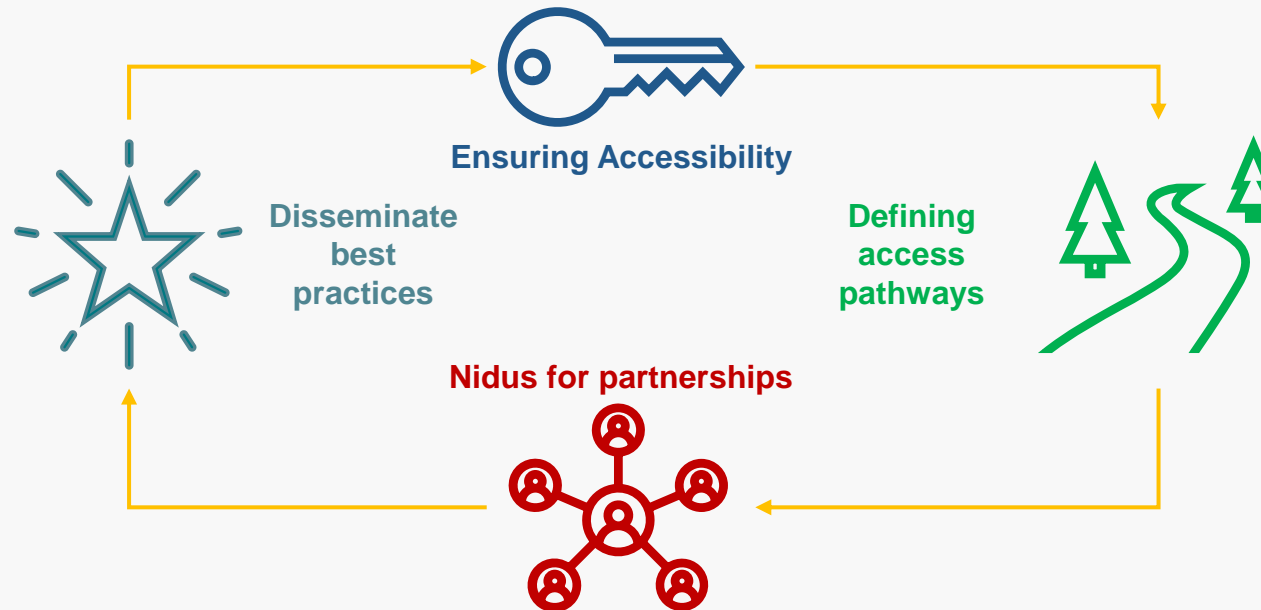 Ensuring Accessibility
Disseminate
best
practices
Defining
access
pathways
Nidus for partnerships